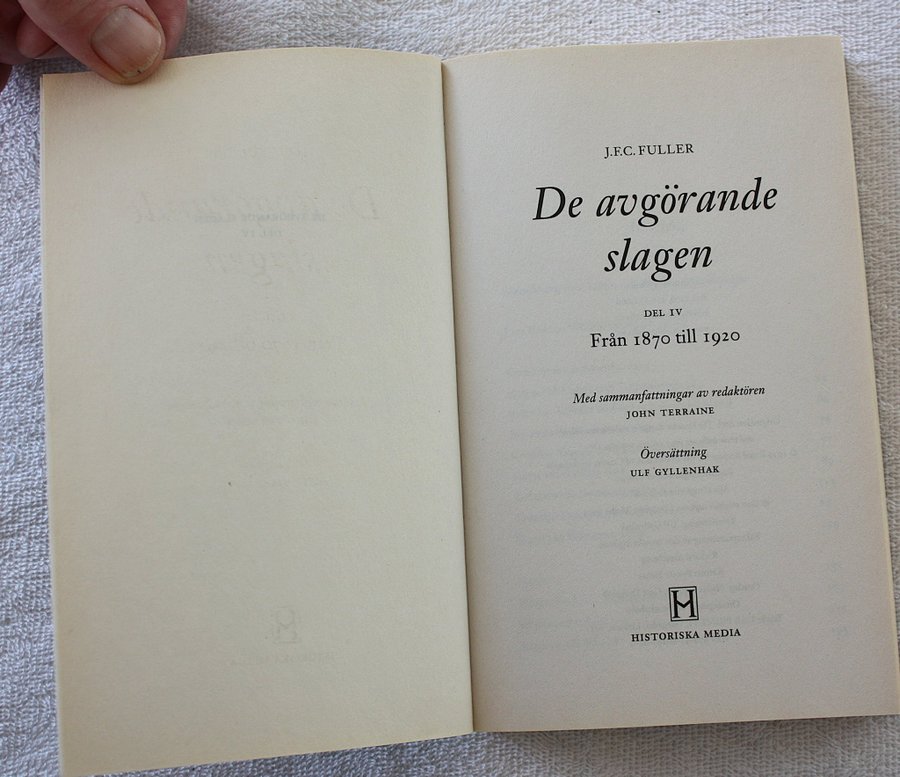 J.F.C. FULLER
De avgörande
slagen
DEL IV
Från 1870 till 1920
Med sammanfattningar av redaktören
JOHN TERRAINE
Översättning
ULF GYLLENHAK
H
HISTORISKA MEDIA